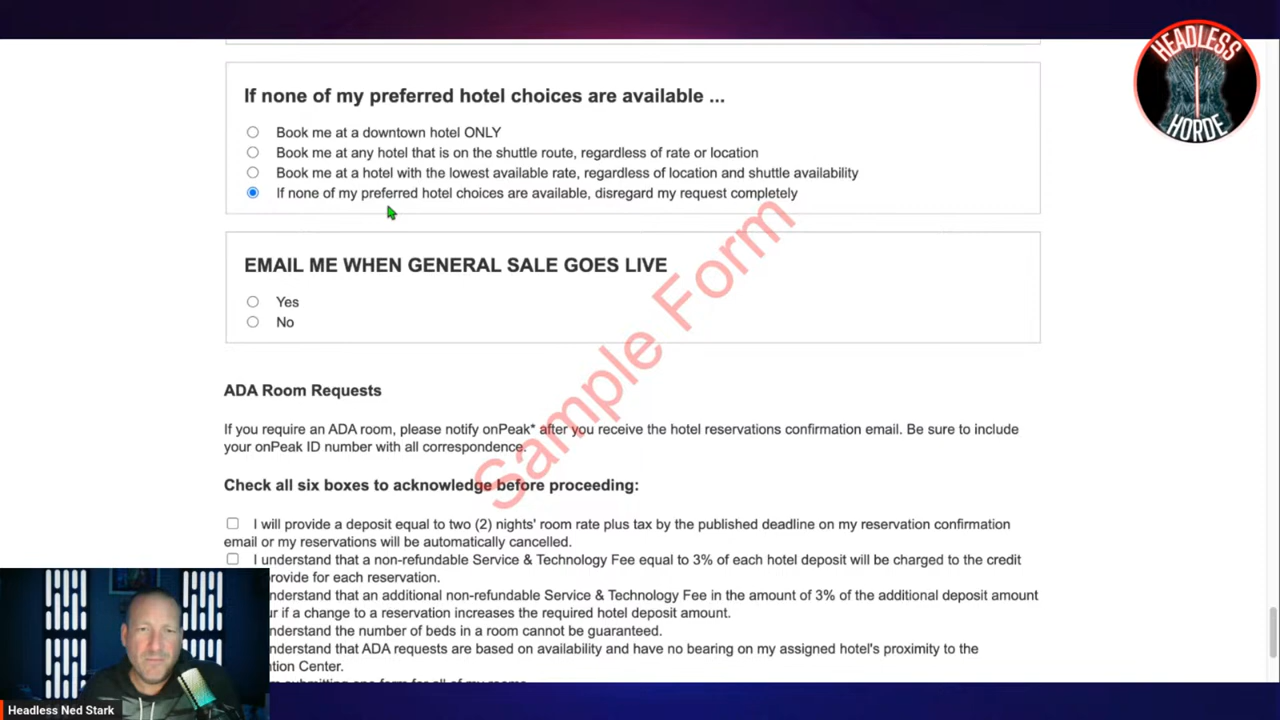 HEADLESS
HORDE
If none of my preferred hotel choices are available ...
Book me at a downtown hotel ONLY
Book me at any hotel that is on the shuttle route, regardless of rate or location
Book me at a hotel with the lowest available rate, regardless of location and shuttle availability
If none of my preferred hotel choices are available, disregard my request completely
EMAIL ME WHEN GENERAL SALE GOES LIVE
Yes
No
Sample Form
ADA Room Requests
If you require an ADA room, please notify onPeak* after you receive the hotel reservations confirmation email. Be sure to include
your onPeak ID number with all correspondence.
Check all six boxes to acknowledge before proceeding:
I will provide a deposit equal to two (2) nights' room rate plus tax by the published deadline on my reservation confirmation
email or my reservations will be automatically cancelled.
I understand that a non-refundable Service & Technology Fee equal to 3% of each hotel deposit will be charged to the credit
provide for each reservation.
understand that an additional non-refundable Service & Technology Fee in the amount of 3% of the additional deposit amount
if a change to a reservation increases the required hotel deposit amount.
understand the number of beds in a room cannot be guaranteed.
understand that ADA requests are based on availability and have no bearing on my assigned hotel's proximity to the
Center.
Headless Ned Stark